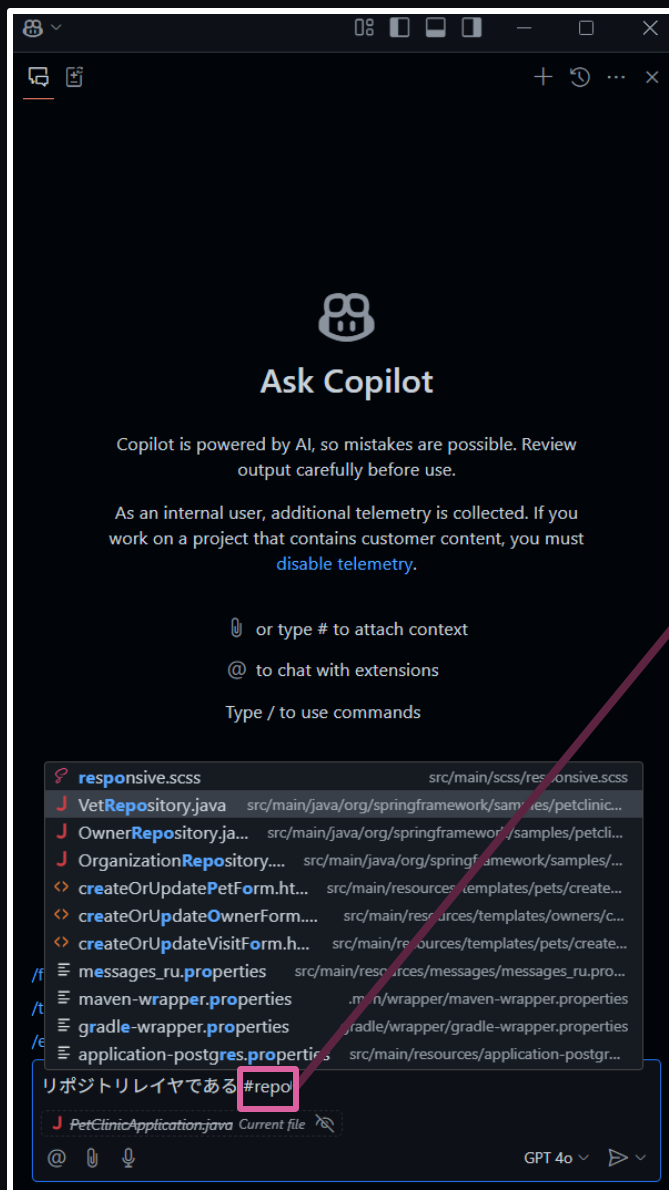 Ask Copilot
Copilot is powered by AI, so mistakes are possible. Review
output carefully before use.
As an internal user, additional telemetry is collected. If you
work on a project that contains customer content, you must
disable telemetry.
or type # to attach context
@ to chat with extensions
Type / to use commands
responsive.scss src/main/scss/responsive.scss
VetRepository.java src/main/java/org/springframework/samples/petclinic...
OwnerRepository.ja... src/main/java/org/springframework/samples/petcli...
OrganizationRepository.... src/main/java/org/springframework/samples/...
createOrUpdatePetForm.ht... src/main/resources/templates/pets/create...
createOrUpdateOwnerForm.... src/main/resources/templates/owners/c...
createOrUpdateVisitForm.h... src/main/resources/templates/pets/create...
messages_ru.properties src/main/resources/messages/messages_ru.pro...
/f
maven-wrapper.properties .mvn/wrapper/maven-wrapper.properties
/t
gradle-wrapper.properties gradle/wrapper/gradle-wrapper.properties
/e
application-postgres.properties src/main/resources/application-postgr...
リポジトリレイヤである #repo
PetClinicApplication.java Current file
@ GPT 4o